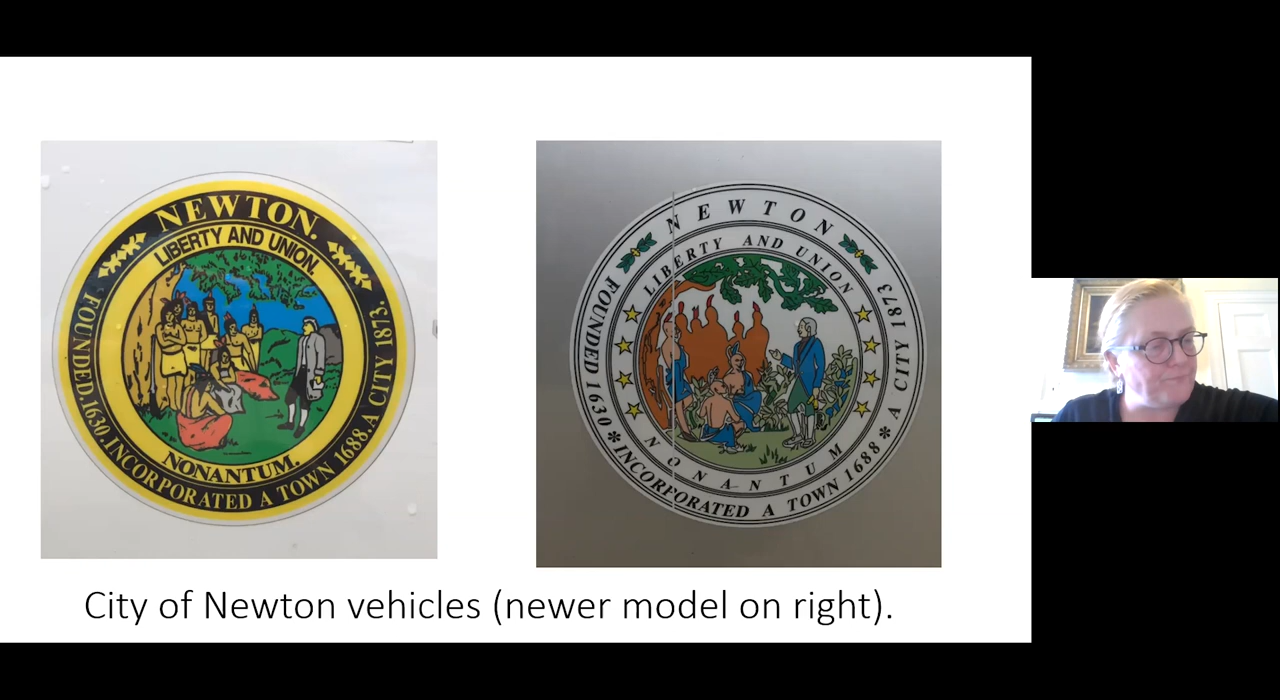 NEWTON.
LIBERTY AND UNION.
FOUNDED. 1630. INCORPORATED A TOWN 1688. A CITY 1873.
NONANTUM.
NEWTON
LIBERTY AND UNION
FOUNDED 1630 * INCORPORATED A TOWN 1688 * A CITY 1873
NONANTUM
City of Newton vehicles (newer model on right).